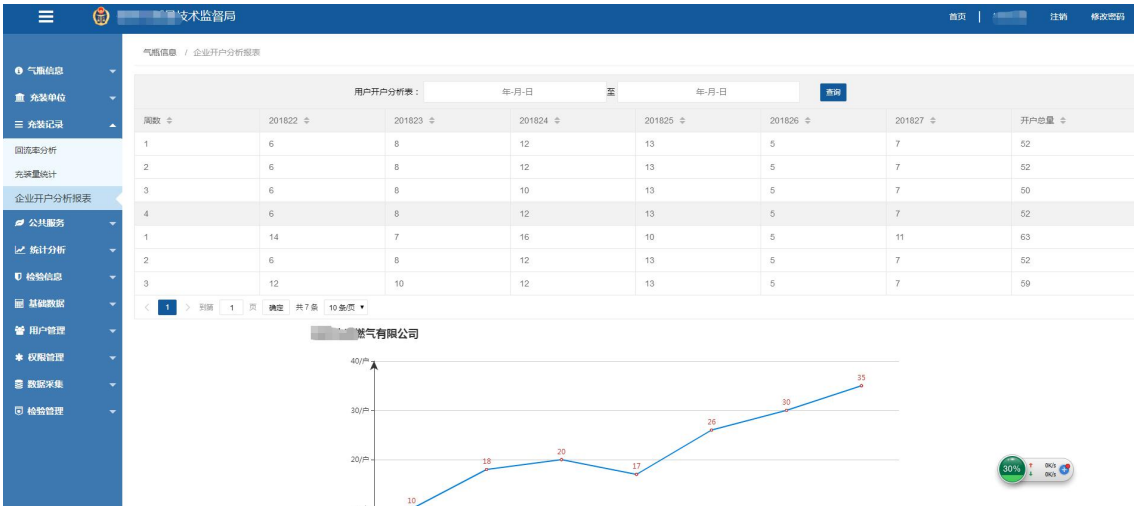 技术监督局
首页 | 注销 修改密码
气瓶信息 / 企业开户分析报表
气瓶信息
充装单位
充装记录
回流率分析
充装量统计
企业开户分析报表
公共服务
统计分析
检验信息
基础数据
用户管理
权限管理
数据采集
检验管理
用户开户分析表： 年-月-日 至 年-月-日 查询
周数 201822 201823 201824 201825 201826 201827 开户总量
1 6 8 12 13 5 7 52
2 6 8 12 13 5 7 52
3 6 8 10 13 5 7 50
4 6 8 12 13 5 7 52
1 14 7 16 10 5 11 63
2 6 8 12 13 5 7 52
3 12 10 12 13 5 7 59
< 1 > 到第 1 页 确定 共 7 条 10 条/页
燃气有限公司
40/户
30/户
20/户
10
18
20
17
26
30
35
30%
0K/s
0K/s